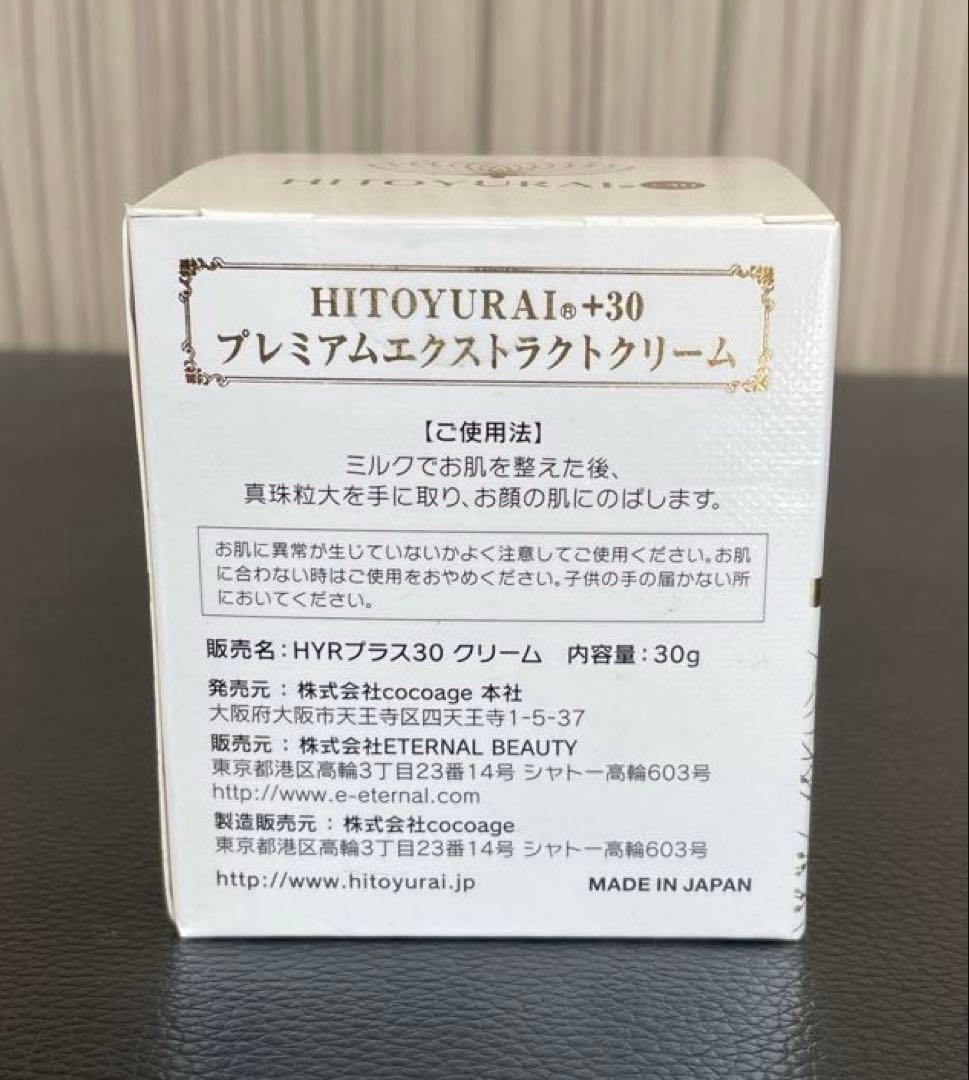 HITOYURAI
HITOYURAI®+30
プレミアムエクストラクトクリーム
【ご使用法】
ミルクでお肌を整えた後、
真珠粒大を手に取り、お顔の肌にのばします。
お肌に異常が生じていないかよく注意してご使用ください。お肌
に合わない時はご使用をおやめください。子供の手の届かない所
においてください。
販売名：HYRプラス30 クリーム 内容量：30g
発売元：株式会社cocoage 本社
大阪府大阪市天王寺区四天王寺1-5-37
販売元：株式会社ETERNAL BEAUTY
東京都港区高輪3丁目23番14号 シャトー高輪603号
http://www.e-eternal.com
製造販売元：株式会社cocoage
東京都港区高輪3丁目23番14号 シャトー高輪603号
http://www.hitoyurai.jp MADE IN JAPAN